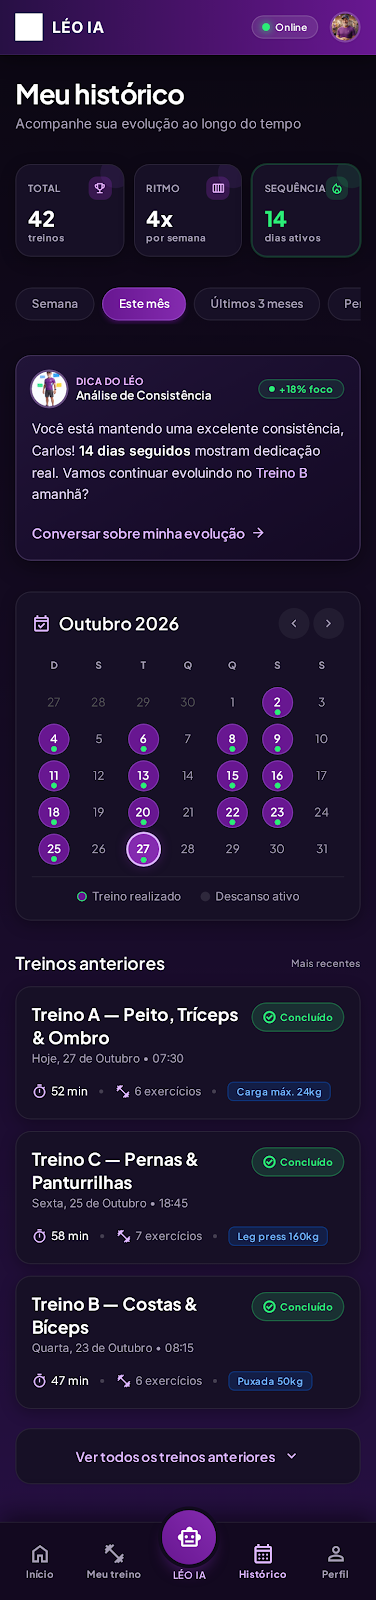 LÉO IA
Online
Meu histórico
Acompanhe sua evolução ao longo do tempo
TOTAL
42
treinos
RITMO
4x
por semana
SEQUÊNCIA
14
dias ativos
Semana
Este mês
Últimos 3 meses
Per
DICA DO LÉO
Análise de Consistência
+18% foco
Você está mantendo uma excelente consistência,
Carlos! 14 dias seguidos mostram dedicação
real. Vamos continuar evoluindo no Treino B
amanhã?
Conversar sobre minha evolução
Outubro 2026
D S T Q Q S S
27 28 29 30 1 2 3
4 5 6 7 8 9 10
11 12 13 14 15 16 17
18 19 20 21 22 23 24
25 26 27 28 29 30 31
Treino realizado
Descanso ativo
Treinos anteriores
Mais recentes
Treino A — Peito, Tríceps
& Ombro
Concluído
Hoje, 27 de Outubro • 07:30
52 min • 6 exercícios • Carga máx. 24kg
Treino C — Pernas &
Panturrilhas
Concluído
Sexta, 25 de Outubro • 18:45
58 min • 7 exercícios • Leg press 160kg
Treino B — Costas &
Bíceps
Concluído
Quarta, 23 de Outubro • 08:15
47 min • 6 exercícios • Puxada 50kg
Ver todos os treinos anteriores
Início
Meu treino
LÉO IA
Histórico
Perfil